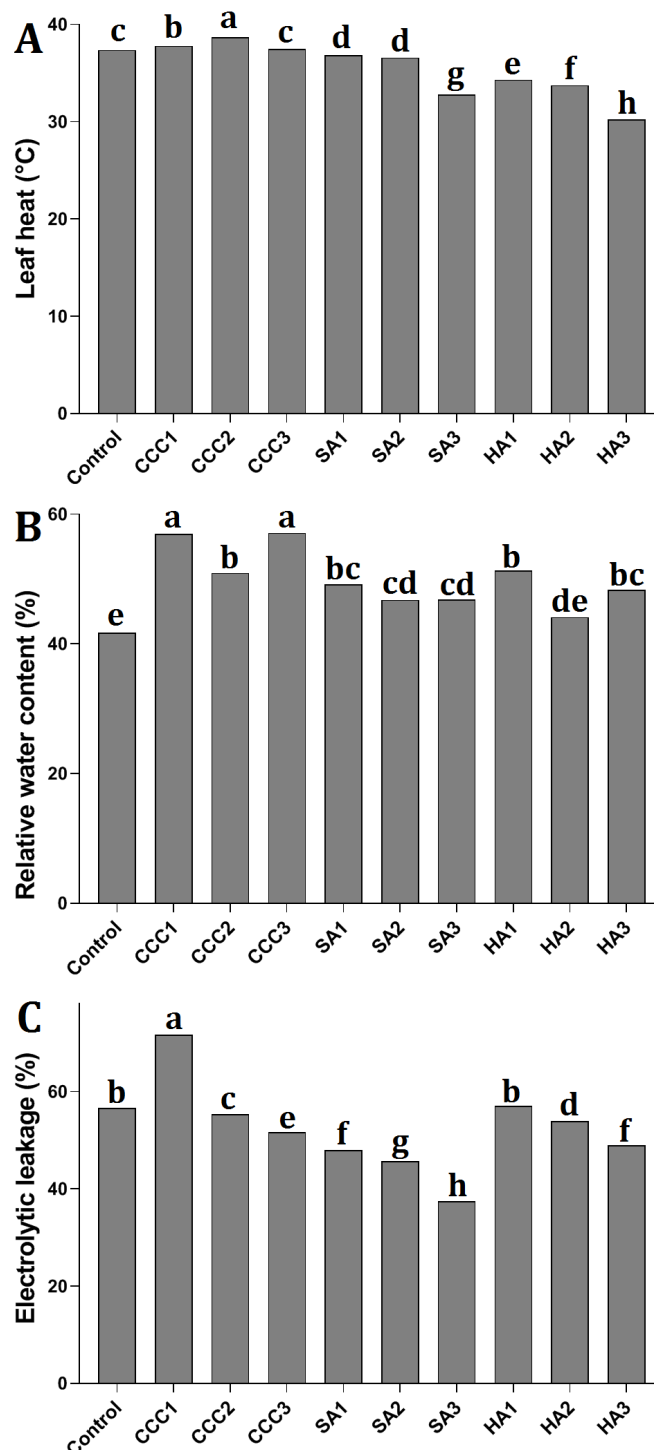 A
Leaf heat (°C)
40
30
20
10
0
c b a c d d g e f h
Control CCC1 CCC2 CCC3 SA1 SA2 SA3 HA1 HA2 HA3
B
Relative water content (%)
60
40
20
0
e a b a bc cd cd b de bc
Control CCC1 CCC2 CCC3 SA1 SA2 SA3 HA1 HA2 HA3
C
Electrolytic leakage (%)
60
40
20
0
b a c e f g h b d f
Control CCC1 CCC2 CCC3 SA1 SA2 SA3 HA1 HA2 HA3